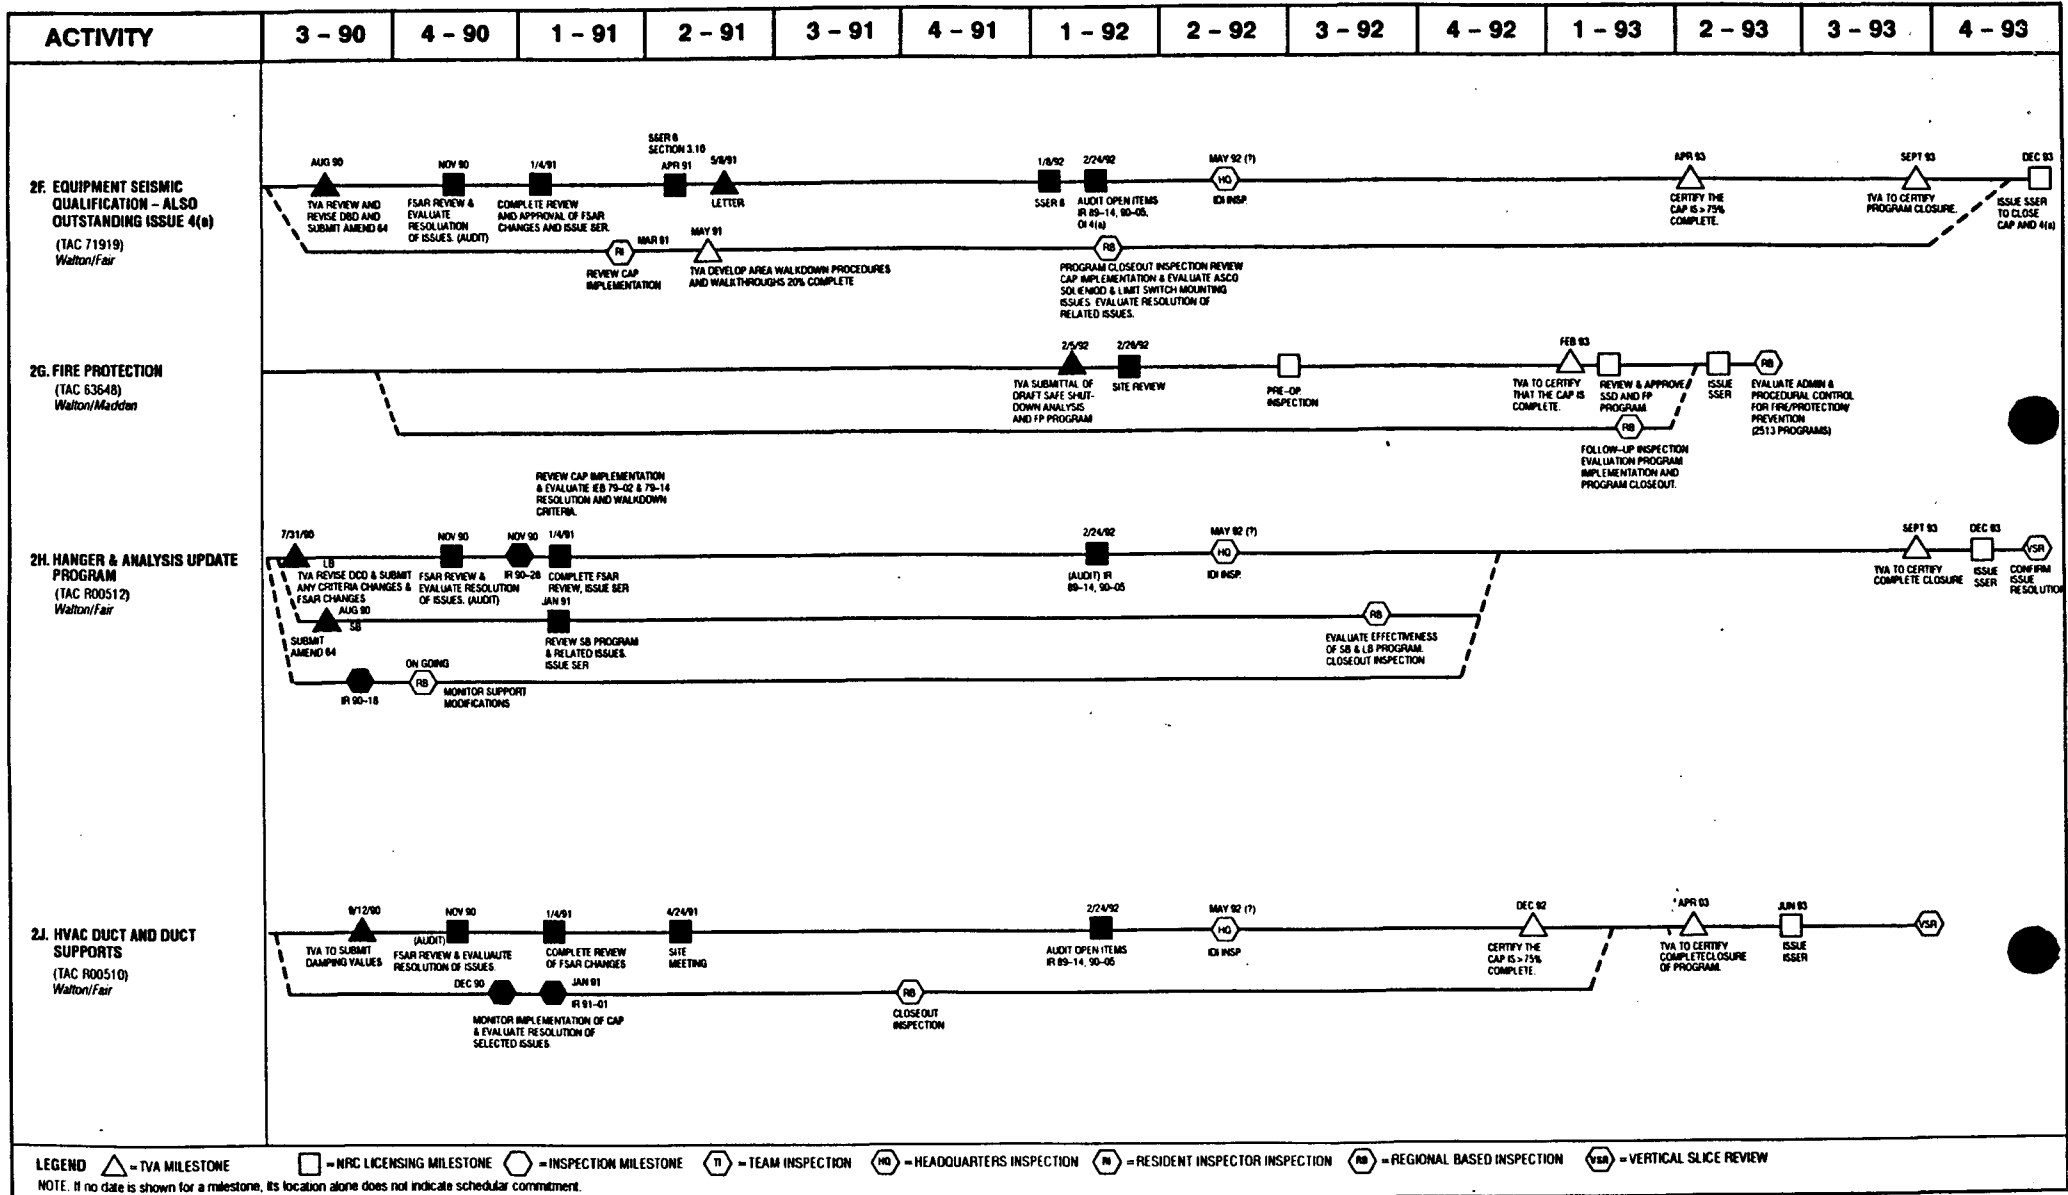 ACTIVITY
3 – 90
4 – 90
1 – 91
2 – 91
3 – 91
4 – 91
1 – 92
2 – 92
3 – 92
4 – 92
1 – 93
2 – 93
3 – 93
4 – 93
2F. EQUIPMENT SEISMIC
QUALIFICATION – ALSO
OUTSTANDING ISSUE 4(a)
(TAC 71919)
Walton/Fair
AUG 90
TVA REVIEW AND
REVISE DBD AND
SUBMIT AMEND 64
NOV 90
FSAR REVIEW &
EVALUATE
RESOLUATION
OF ISSUES. (AUDIT)
1/4/91
COMPLETE REVIEW
AND APPROVAL OF FSAR
CHANGES AND ISSUE SER.
SSER 6
SECTION 3.10
APR 91
5/8/91
LETTER
1/8/92
SSER 8
2/24/92
AUDIT OPEN ITEMS
IR 89–14, 90–05,
OI 4(a)
MAY 92 (?)
HQ
IDI INSP.
APR 93
CERTIFY THE
CAP IS > 75%
COMPLETE.
SEPT 93
TVA TO CERTIFY
PROGRAM CLOSURE.
DEC 93
ISSUE SSER
TO CLOSE
CAP AND 4(a)
RI
MAR 91
REVIEW CAP
IMPLEMENTATION
MAY 91
TVA DEVELOP AREA WALKDOWN PROCEDURES
AND WALKTHROUGHS 20% COMPLETE
RB
PROGRAM CLOSEOUT INSPECTION REVIEW
CAP IMPLEMENTATION & EVALUATE ASCO
SOLENIOD & LIMIT SWITCH MOUNTING
ISSUES. EVALUATE RESOLUTION OF
RELATED ISSUES.
2G. FIRE PROTECTION
(TAC 63648)
Walton/Madden
2/5/92
TVA SUBMITTAL OF
DRAFT SAFE SHUT-
DOWN ANALYSIS
AND FP PROGRAM
2/28/92
SITE REVIEW
PRE–OP
INSPECTION
FEB 93
TVA TO CERTIFY
THAT THE CAP IS
COMPLETE.
REVIEW & APPROVE
SSD AND FP
PROGRAM
ISSUE
SSER
RB
EVALUATE ADMIN &
PROCEDURAL CONTROL
FOR FIRE/PROTECTION/
PREVENTION
(2513 PROGRAMS)
RB
FOLLOW–UP INSPECTION
EVALUATION PROGRAM
IMPLEMENTATION AND
PROGRAM CLOSEOUT.
REVIEW CAP IMPLEMENTATION
& EVALUATIE IEB 79–02 & 79–14
RESOLUTION AND WALKDOWN
CRITERIA.
2H. HANGER & ANALYSIS UPDATE
PROGRAM
(TAC R00512)
Walton/Fair
7/31/90
LB
TVA REVISE DCD & SUBMIT
ANY CRITERIA CHANGES &
FSAR CHANGES
NOV 90
FSAR REVIEW &
EVALUATE RESOLUTION
OF ISSUES. (AUDIT)
NOV 90
IR 90–28
1/4/91
COMPLETE FSAR
REVIEW, ISSUE SER
2/24/92
(AUDIT) IR
89–14, 90–05
MAY 92 (?)
HQ
IDI INSP.
SEPT 93
TVA TO CERTIFY
COMPLETE CLOSURE
DEC 93
ISSUE
SSER
VSR
CONFIRM
ISSUE
RESOLUTION
AUG 90
SB
SUBMIT
AMEND 64
JAN 91
REVIEW SB PROGRAM
& RELATED ISSUES.
ISSUE SER
RB
EVALUATE EFFECTIVENESS
OF SB & LB PROGRAM.
CLOSEOUT INSPECTION
IR 90–18
ON GOING
RB
MONITOR SUPPORT
MODIFICATIONS
2J. HVAC DUCT AND DUCT
SUPPORTS
(TAC R00510)
Walton/Fair
9/12/90
TVA TO SUBMIT
DAMPING VALUES
NOV 90
(AUDIT)
FSAR REVIEW & EVALUAUTE
RESOLUTION OF ISSUES.
1/4/91
COMPLETE REVIEW
OF FSAR CHANGES
4/24/91
SITE
MEETING
2/24/92
AUDIT OPEN ITEMS
IR 89–14, 90–05
MAY 92 (?)
HQ
IDI INSP.
DEC 92
CERTIFY THE
CAP IS > 75%
COMPLETE.
APR 93
TVA TO CERTIFY
COMPLETECLOSURE
OF PROGRAM.
JUN 93
ISSUE
ISSER
VSR
DEC 90
JAN 91
IR 91–01
MONITOR IMPLEMENTATION OF CAP
& EVALUATE RESOLUTION OF
SELECTED ISSUES.
RB
CLOSEOUT
INSPECTION
LEGEND = TVA MILESTONE = NRC LICENSING MILESTONE = INSPECTION MILESTONE TI = TEAM INSPECTION HQ = HEADQUARTERS INSPECTION RI = RESIDENT INSPECTOR INSPECTION RB = REGIONAL BASED INSPECTION VSR = VERTICAL SLICE REVIEW
NOTE. If no date is shown for a milestone, its location alone does not indicate schedular commitment.